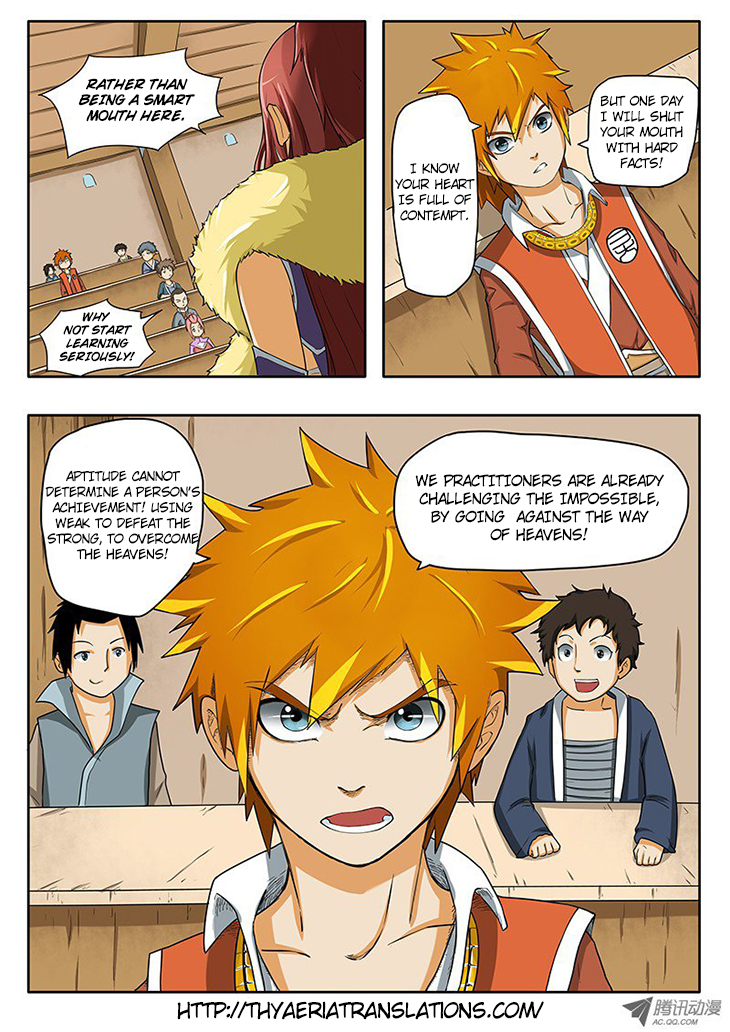 RATHER THAN
BEING A SMART
MOUTH HERE.
WHY
NOT START
LEARNING
SERIOUSLY!
I KNOW
YOUR HEART
IS FULL OF
CONTEMPT.
BUT ONE DAY
I WILL SHUT
YOUR MOUTH
WITH HARD
FACTS!
APTITUDE CANNOT
DETERMINE A PERSON'S
ACHIEVEMENT! USING
WEAK TO DEFEAT THE
STRONG, TO OVERCOME
THE HEAVENS!
WE PRACTITIONERS ARE ALREADY
CHALLENGING THE IMPOSSIBLE,
BY GOING AGAINST THE WAY
OF HEAVENS!
HTTP://THYAERIATRANSLATIONS.COM/
腾讯动漫
AC.QQ.COM